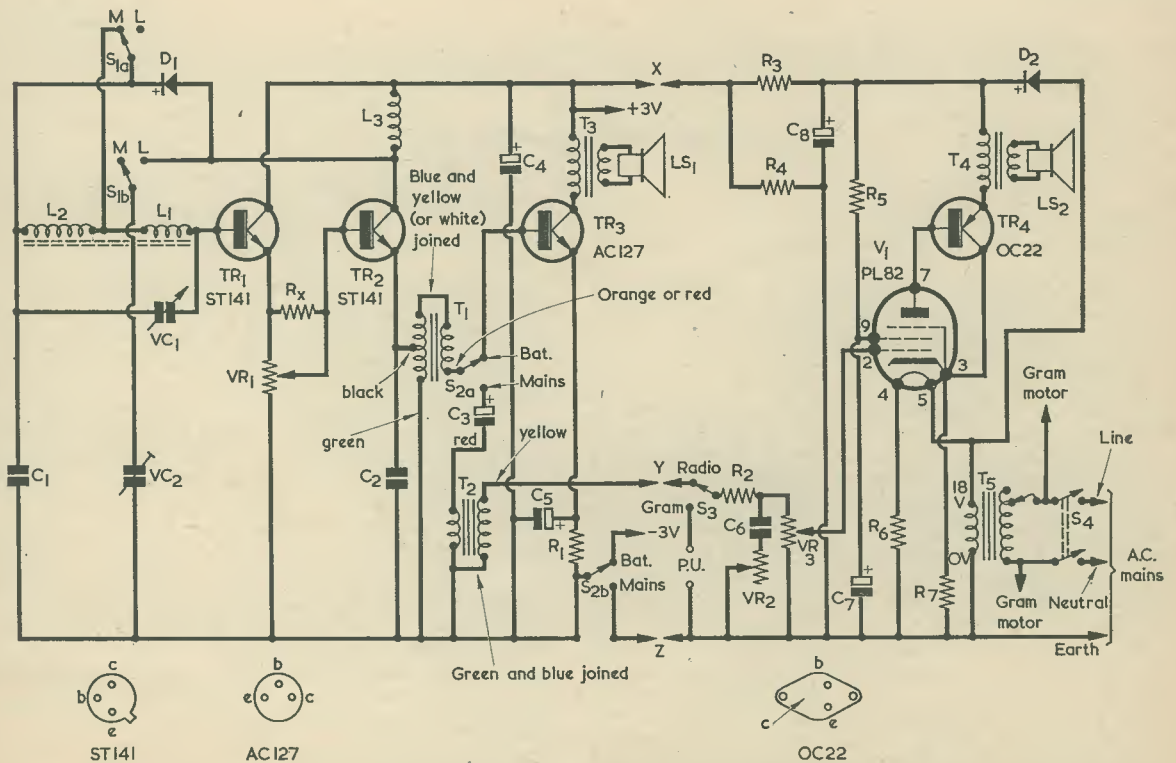 M L
S1a
D1
+
M L
S1b
L2
L1
L3
TR1
ST141
Rx
TR2
ST141
VC1
VR1
C1
VC2
C2
Blue and
yellow
(or white)
joined
T1
black
green
+
C4
T3
+3V
LS1
TR3
AC127
Orange or red
Bat.
S2a
Mains
+
C3
red
yellow
T2
C5
+
R1
-3V
Bat.
S2b
Mains
Green and blue joined
X
Y
Z
Radio
Gram
S3
P.U.
R2
C6
VR2
VR
3
R3
R4
+
C8
R5
V1
PL82
7
9
2
4
5
3
D2
+
T4
LS2
TR4
OC22
Gram
motor
R6
+
C7
R7
18
V
0V
T5
S4
Line
A.C.
mains
Neutral
Gram
motor
Earth
c
b
e
ST141
b
e
c
AC127
b
c
e
OC22